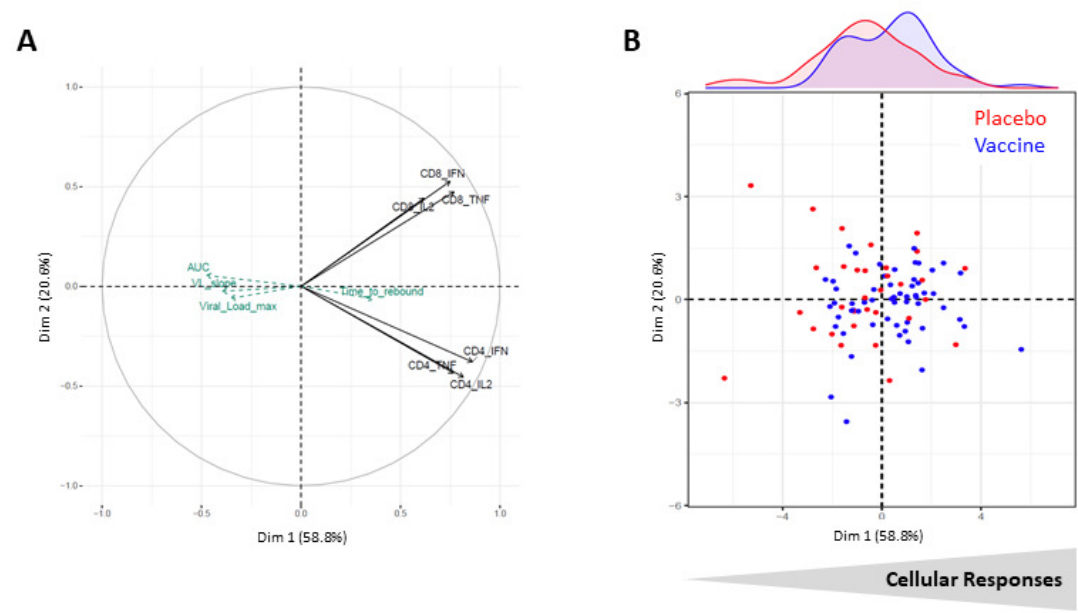 A
1.0
0.5
0.0
−0.5
−1.0
−1.0
−0.5
0.0
0.5
1.0
Dim 2 (20.6%)
Dim 1 (58.8%)
CD8_IFN
CD8_TNF
CD8_IL2
AUC
VL_slope
Viral_Load_max
Time_to_rebound
CD4_IFN
CD4_TNF
CD4_IL2
B
Placebo
Vaccine
6
3
0
−3
−6
−4
0
4
Dim 2 (20.6%)
Dim 1 (58.8%)
Cellular Responses